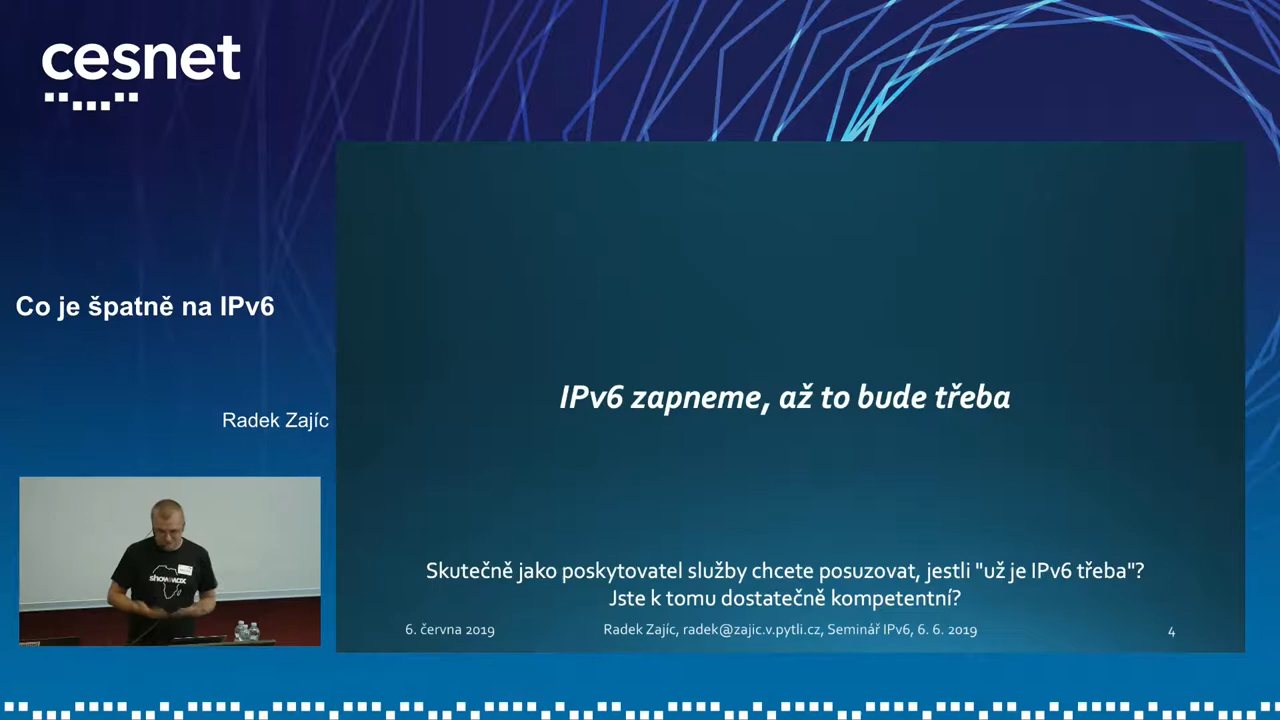 cesnet
Co je špatně na IPv6
Radek Zajíc
showmax
IPv6 zapneme, až to bude třeba
Skutečně jako poskytovatel služby chcete posuzovat, jestli "už je IPv6 třeba"?
Jste k tomu dostatečně kompetentní?
6. června 2019
Radek Zajíc, radek@zajic.v.pytli.cz, Seminář IPv6, 6. 6. 2019
4